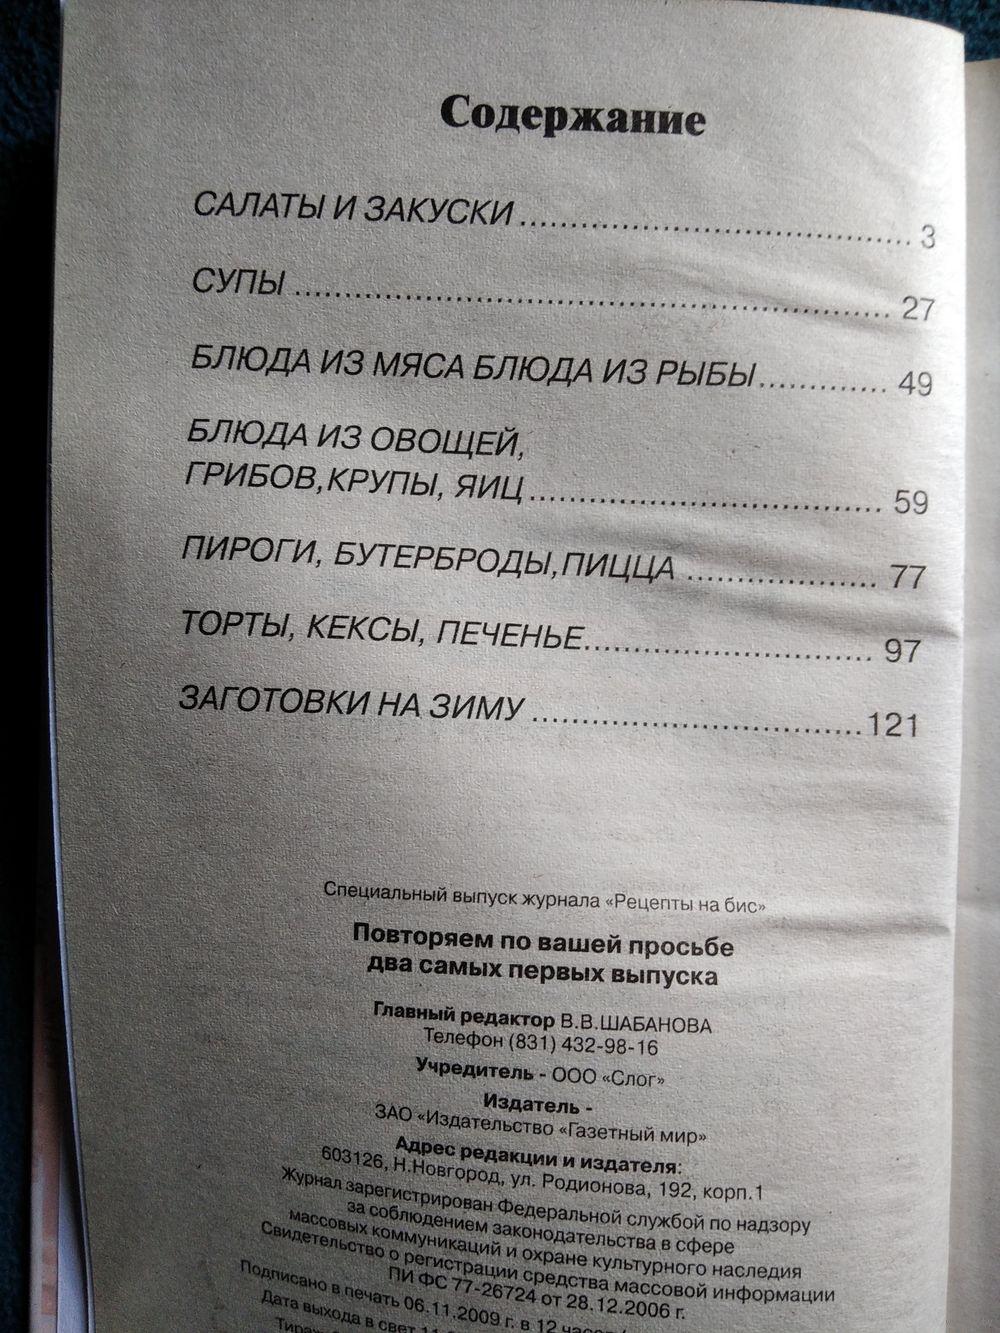 Содержание
САЛАТЫ И ЗАКУСКИ ........................................ 3
СУПЫ ............................................................ 27
БЛЮДА ИЗ МЯСА БЛЮДА ИЗ РЫБЫ............. 49
БЛЮДА ИЗ ОВОЩЕЙ,
ГРИБОВ,КРУПЫ, ЯИЦ.................................... 59
ПИРОГИ, БУТЕРБРОДЫ,ПИЦЦА ................... 77
ТОРТЫ, КЕКСЫ, ПЕЧЕНЬЕ............................. 97
ЗАГОТОВКИ НА ЗИМУ .................................121
Специальный выпуск журнала «Рецепты на бис»
Повторяем по вашей просьбе
два самых первых выпуска
Главный редактор В.В.ШАБАНОВА
Телефон (831) 432-98-16
Учредитель - ООО «Слог»
Издатель -
ЗАО «Издательство «Газетный мир»
Адрес редакции и издателя:
603126, Н.Новгород, ул. Родионова, 192, корп.1
Журнал зарегистрирован Федеральной службой по надзору
за соблюдением законодательства в сфере
массовых коммуникаций и охране культурного наследия
Свидетельство о регистрации средства массовой информации
ПИ ФС 77-26724 от 28.12.2006 г.
Подписано в печать 06.11.2009 г. в 12 часов
Дата выхода в свет